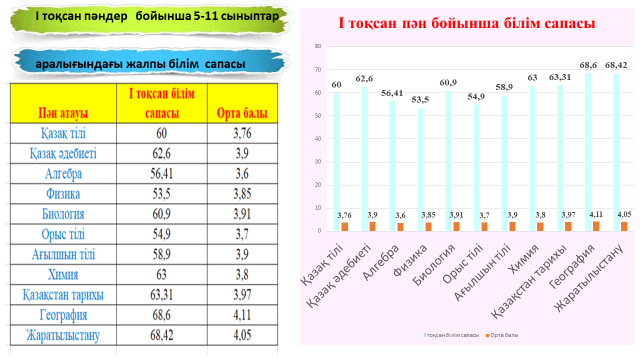 І тоқсан пәндер бойынша 5-11 сыныптар
аралығындағы жалпы білім сапасы
Пән атауы І тоқсан білім сапасы Орта балы
Қазақ тілі 60 3,76
Қазақ әдебиеті 62,6 3,9
Алгебра 56,41 3,6
Физика 53,5 3,85
Биология 60,9 3,91
Орыс тілі 54,9 3,7
Ағылшын тілі 58,9 3,9
Химия 63 3,8
Қазақстан тарихы 63,31 3,97
География 68,6 4,11
Жаратылыстану 68,42 4,05
І тоқсан пән бойынша білім сапасы
80
70
60
50
40
30
20
10
0
60 62,6 56,41 53,5 60,9 54,9 58,9 63 63,31 68,6 68,42
3,76 3,9 3,6 3,85 3,91 3,7 3,9 3,8 3,97 4,11 4,05
Қазақ тілі
Қазақ әдебиеті
Алгебра
Физика
Биология
Орыс тілі
Ағылшын тілі
Химия
Қазақстан тарихы
География
Жаратылыстану
І тоқсан білім сапасы Орта балы